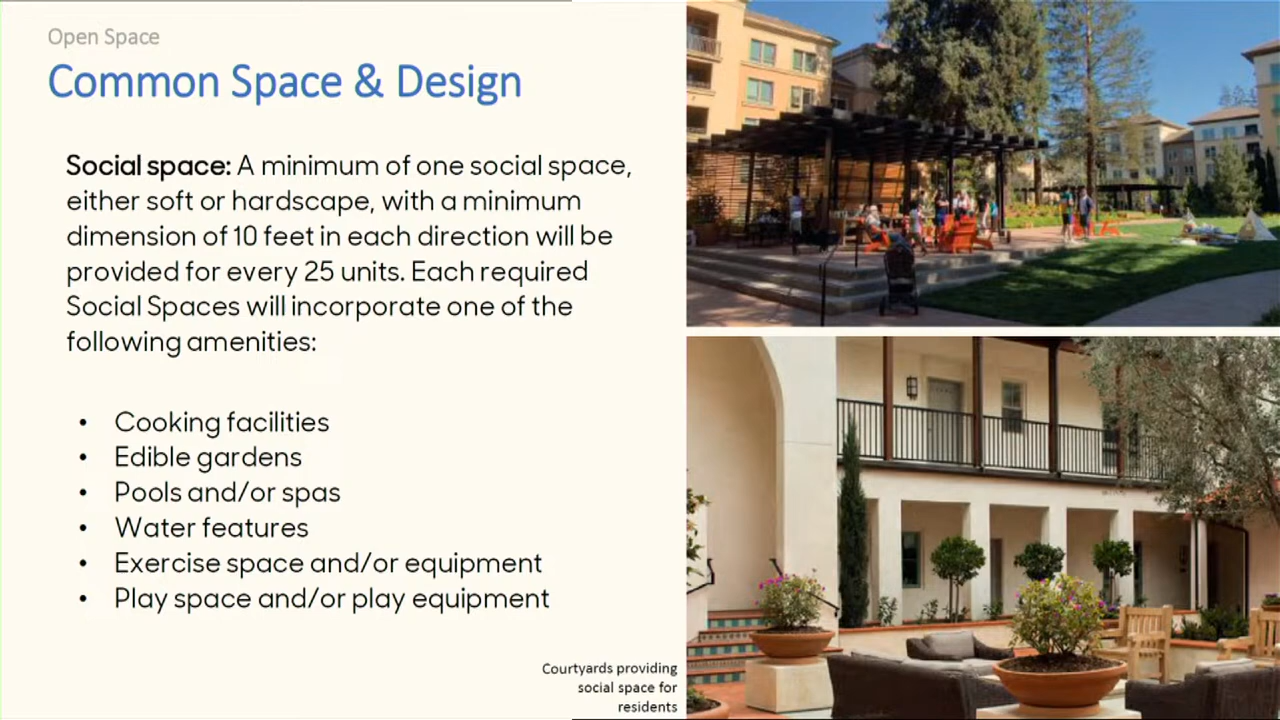 Open Space
Common Space & Design
Social space: A minimum of one social space,
either soft or hardscape, with a minimum
dimension of 10 feet in each direction will be
provided for every 25 units. Each required
Social Spaces will incorporate one of the
following amenities:
• Cooking facilities
• Edible gardens
• Pools and/or spas
• Water features
• Exercise space and/or equipment
• Play space and/or play equipment
Courtyards providing
social space for
residents